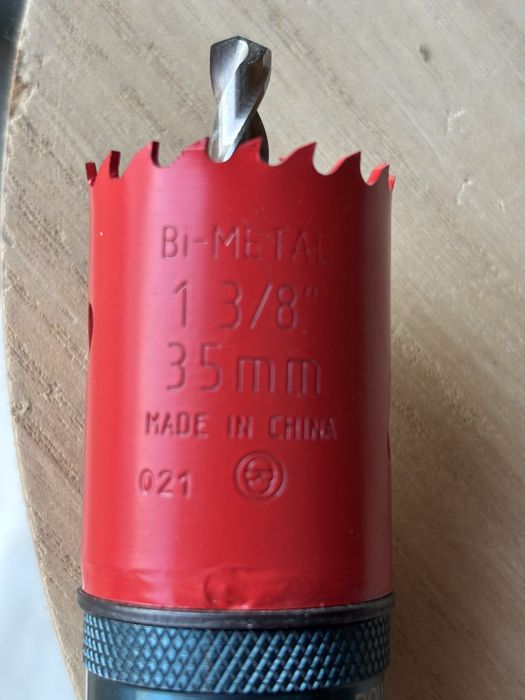 Bi-METAL
1 3/8"
35mm
MADE IN CHINA
021